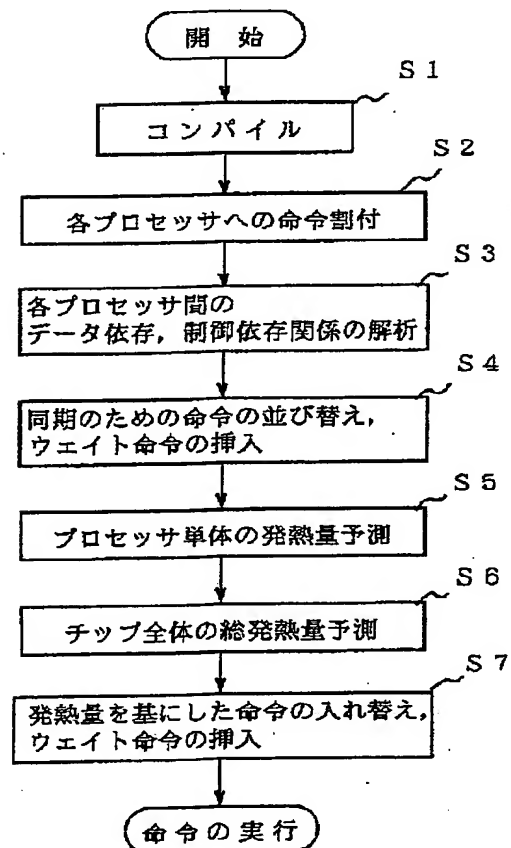 開 始
S 1
コンパイル
S 2
各プロセッサへの命令割付
S 3
各プロセッサ間の
データ依存，制御依存関係の解析
S 4
同期のための命令の並び替え，
ウェイト命令の挿入
S 5
プロセッサ単体の発熱量予測
S 6
チップ全体の総発熱量予測
S 7
発熱量を基にした命令の入れ替え，
ウェイト命令の挿入
命令の実行